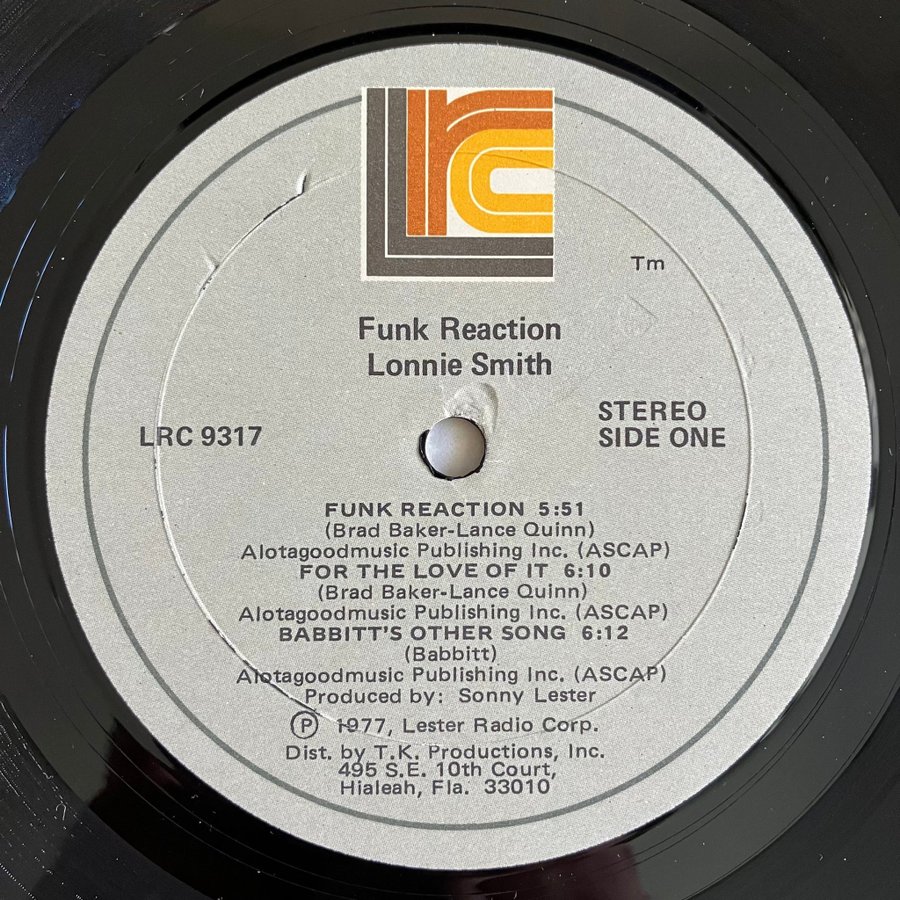 Lrc
Tm
Funk Reaction
Lonnie Smith
LRC 9317
STEREO
SIDE ONE
FUNK REACTION 5:51
(Brad Baker-Lance Quinn)
Alotagoodmusic Publishing Inc. (ASCAP)
FOR THE LOVE OF IT 6:10
(Brad Baker-Lance Quinn)
Alotagoodmusic Publishing Inc. (ASCAP)
BABBITT'S OTHER SONG 6:12
(Babbitt)
Alotagoodmusic Publishing Inc. (ASCAP)
Produced by: Sonny Lester
Ⓟ 1977, Lester Radio Corp.
Dist. by T.K. Productions, Inc.
495 S.E. 10th Court,
Hialeah, Fla. 33010